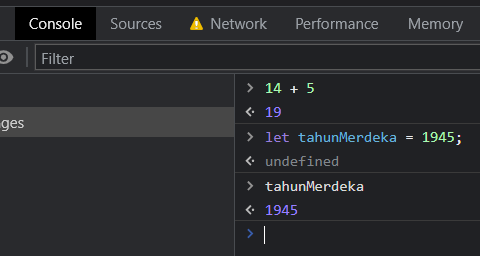 Console Sources Network Performance Memory
Filter
14 + 5
19
ges
let tahunMerdeka = 1945;
undefined
tahunMerdeka
1945